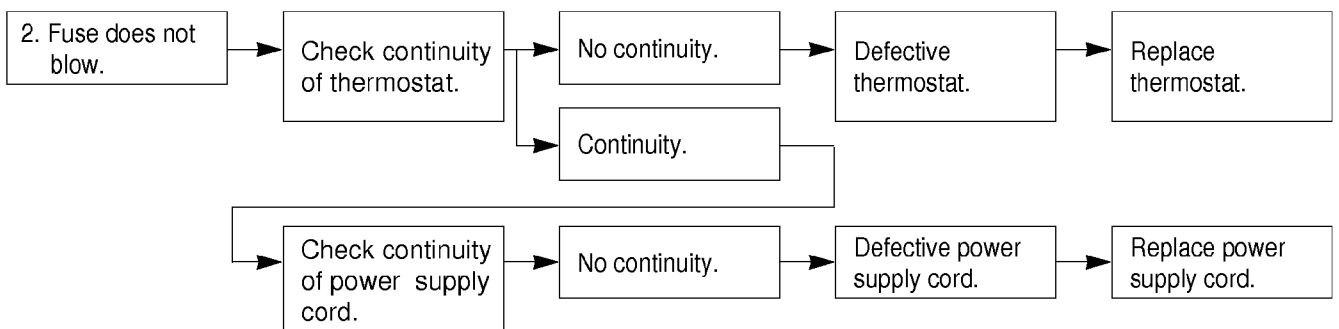 2. Fuse does not
blow.
Check continuity
of thermostat.
No continuity.
Defective
thermostat.
Replace
thermostat.
Continuity.
Check continuity
of power supply
cord.
No continuity.
Defective power
supply cord.
Replace power
supply cord.